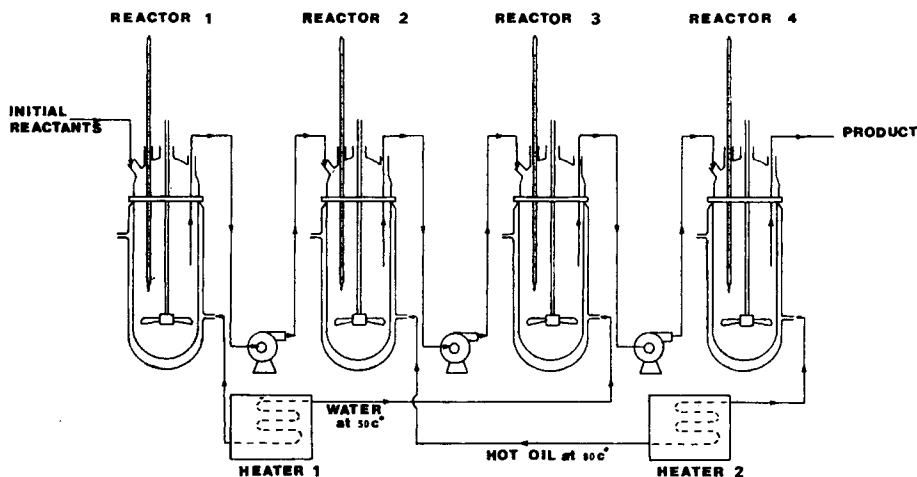 REACTOR 1
REACTOR 2
REACTOR 3
REACTOR 4
INITIAL
REACTANTS
PRODUCT
WATER
at 50C°
HOT OIL at 80C°
HEATER 1
HEATER 2